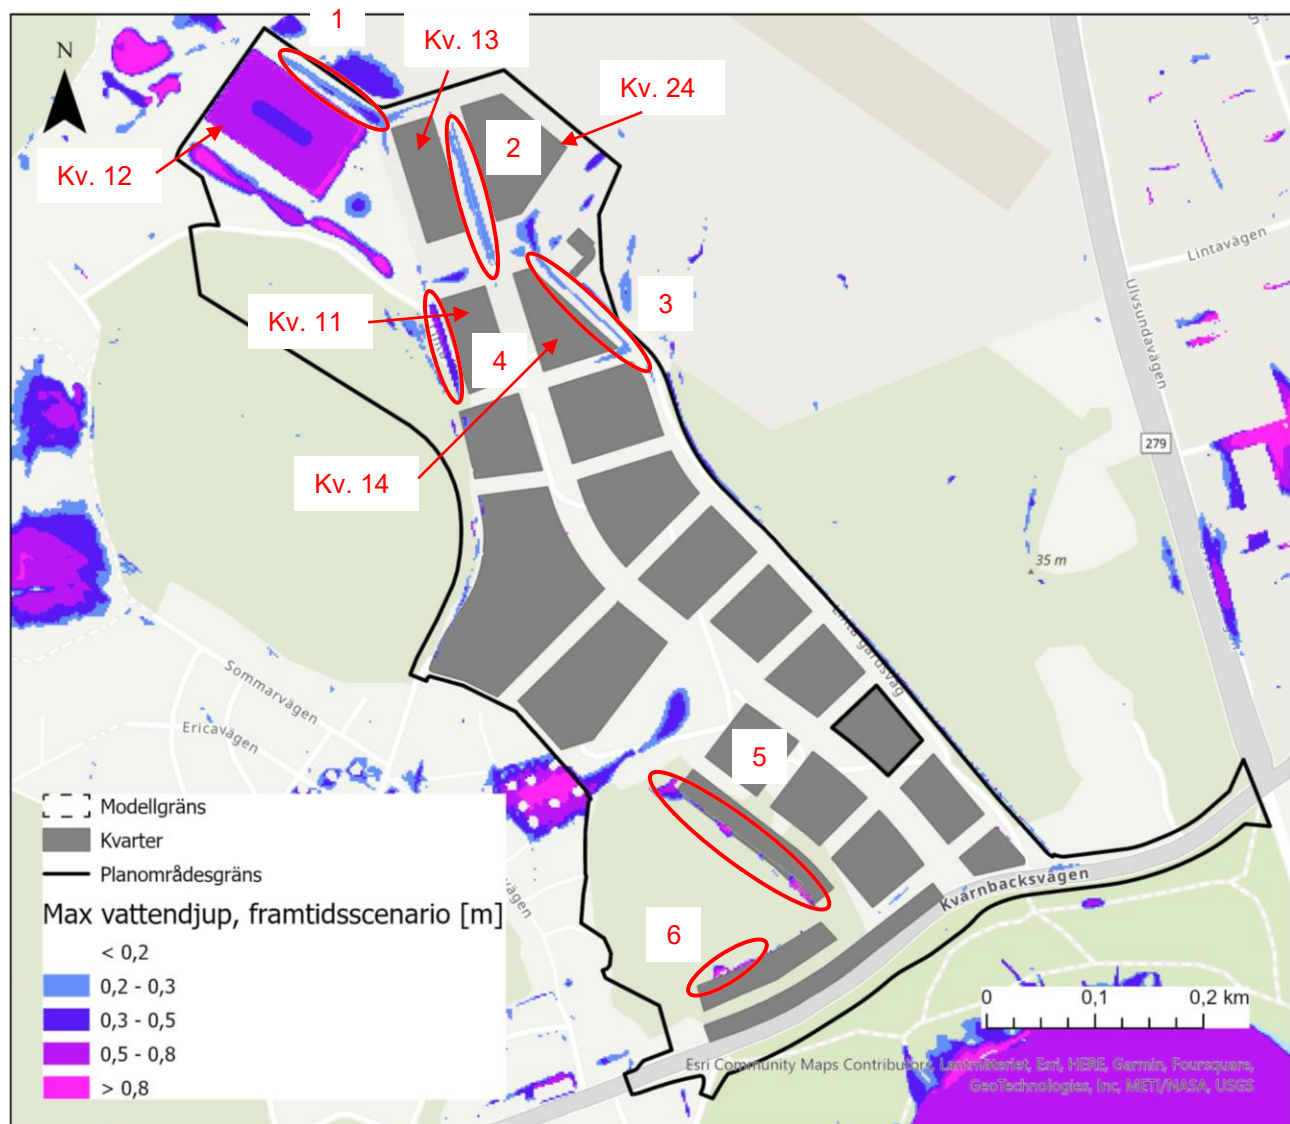 1
N
Kv. 13
Kv. 24
2
Kv. 12
Lintavägen
Ulvsundavägen
3
Kv. 11
4
279
Kv. 14
35 m
Linta gårdsväg
Sommarvägen
Ericavägen
5
Modellgräns
Kvarter
Planområdesgräns
Kvarnbacksvägen
Max vattendjup, framtidsscenario [m]
< 0,2
6
0,2 - 0,3
0 0,1 0,2 km
0,3 - 0,5
0,5 - 0,8
Esri Community Maps Contributors, Lantmäteriet, Esri, HERE, Garmin, Foursquare,
GeoTechnologies, Inc, METI/NASA, USGS
> 0,8